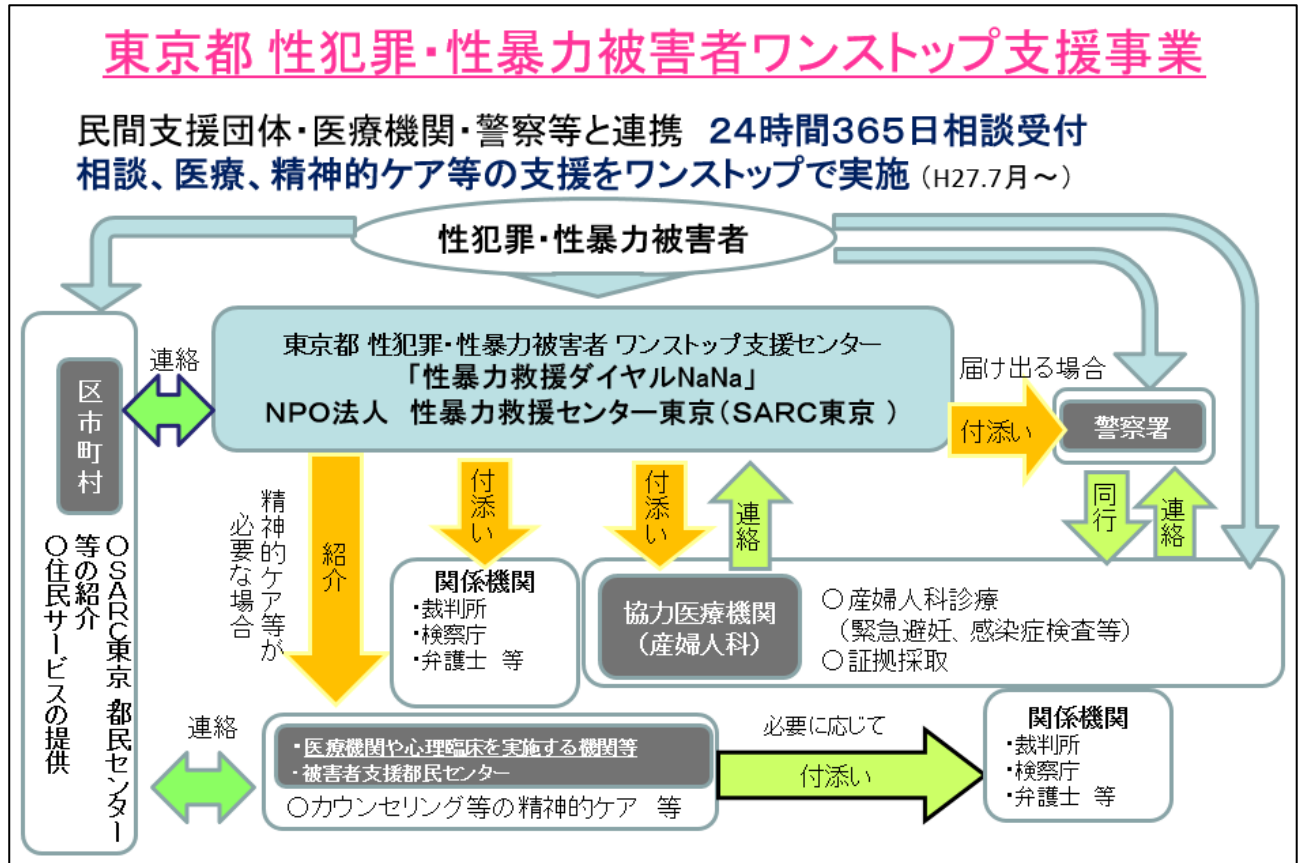 東京都 性犯罪・性暴力被害者ワンストップ支援事業
民間支援団体・医療機関・警察等と連携　24時間365日相談受付
相談、医療、精神的ケア等の支援をワンストップで実施（H27.7月～）
性犯罪・性暴力被害者
東京都 性犯罪・性暴力被害者 ワンストップ支援センター
「性暴力救援ダイヤルNaNa」
NPO法人　性暴力救援センター東京（SARC東京 ）
連絡
区市町村
○SARC東京 都民センター
等の紹介
○住民サービスの提供
届け出る場合
付添い
警察署
同行
連絡
精神的ケア等が
必要な場合
紹介
付添い
付添い
連絡
関係機関
・裁判所
・検察庁
・弁護士　等
協力医療機関
（産婦人科）
○産婦人科診療
（緊急避妊、感染症検査等）
○証拠採取
連絡
・医療機関や心理臨床を実施する機関等
・被害者支援都民センター
○カウンセリング等の精神的ケア　等
必要に応じて
付添い
関係機関
・裁判所
・検察庁
・弁護士　等